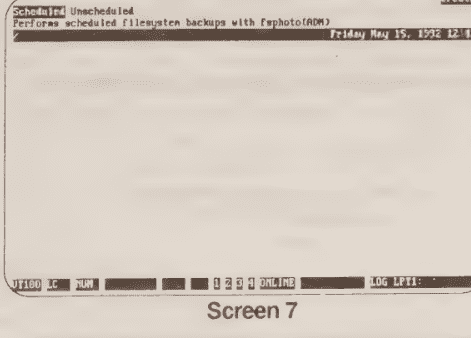 Scheduled Unscheduled
Performs scheduled filesystem backups with fsphoto(ADM)
/ Friday May 15, 1992 12
VT100 LC NUM 1 2 3 4 ONLINE LOG LPT1:
Screen 7